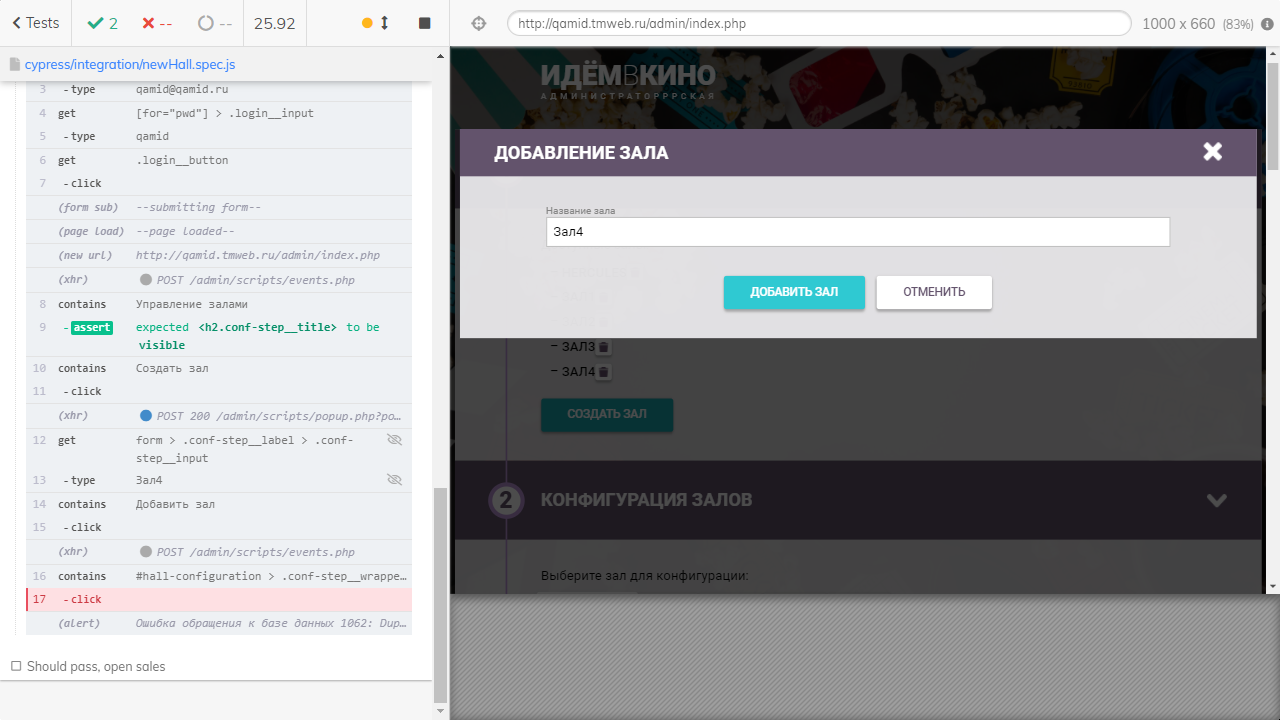 Tests
2
--
--
25.92
http://qamid.tmweb.ru/admin/index.php
1000 x 660 (83%)
cypress/integration/newHall.spec.js
3 -type qamid@qamid.ru
4 get [for="pwd"] > .login__input
5 -type qamid
6 get .login__button
7 -click
(form sub) --submitting form--
(page load) --page loaded--
(new url) http://qamid.tmweb.ru/admin/index.php
(xhr) POST /admin/scripts/events.php
8 contains Управление залами
9 -assert expected <h2.conf-step__title> to be
visible
10 contains Создать зал
11 -click
(xhr) POST 200 /admin/scripts/popup.php?po…
12 get form > .conf-step__label > .conf-
step__input
13 -type Зал4
14 contains Добавить зал
15 -click
(xhr) POST /admin/scripts/events.php
16 contains #hall-configuration > .conf-step__wrappe…
17 -click
(alert) Ошибка обращения к базе данных 1062: Dup…
Should pass, open sales
ИДЁМВКИНО
АДМИНИСТРАТОРРРСКАЯ
ДОБАВЛЕНИЕ ЗАЛА
Название зала
Зал4
ДОБАВИТЬ ЗАЛ
ОТМЕНИТЬ
– ЗАЛ3
– ЗАЛ4
СОЗДАТЬ ЗАЛ
2
КОНФИГУРАЦИЯ ЗАЛОВ
Выберите зал для конфигурации: